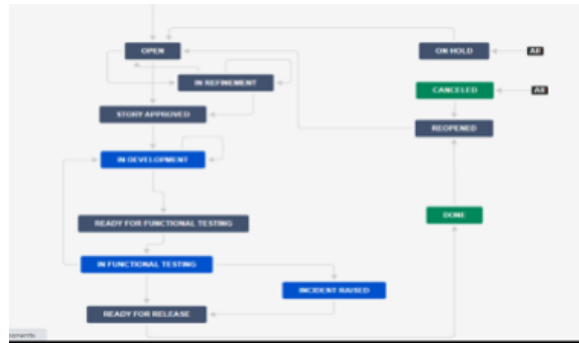 OPEN
ON HOLD
All
IN REFINEMENT
CANCELED
All
STORY APPROVED
REOPENED
IN DEVELOPMENT
DONE
READY FOR FUNCTIONAL TESTING
IN FUNCTIONAL TESTING
INCIDENT RAISED
READY FOR RELEASE